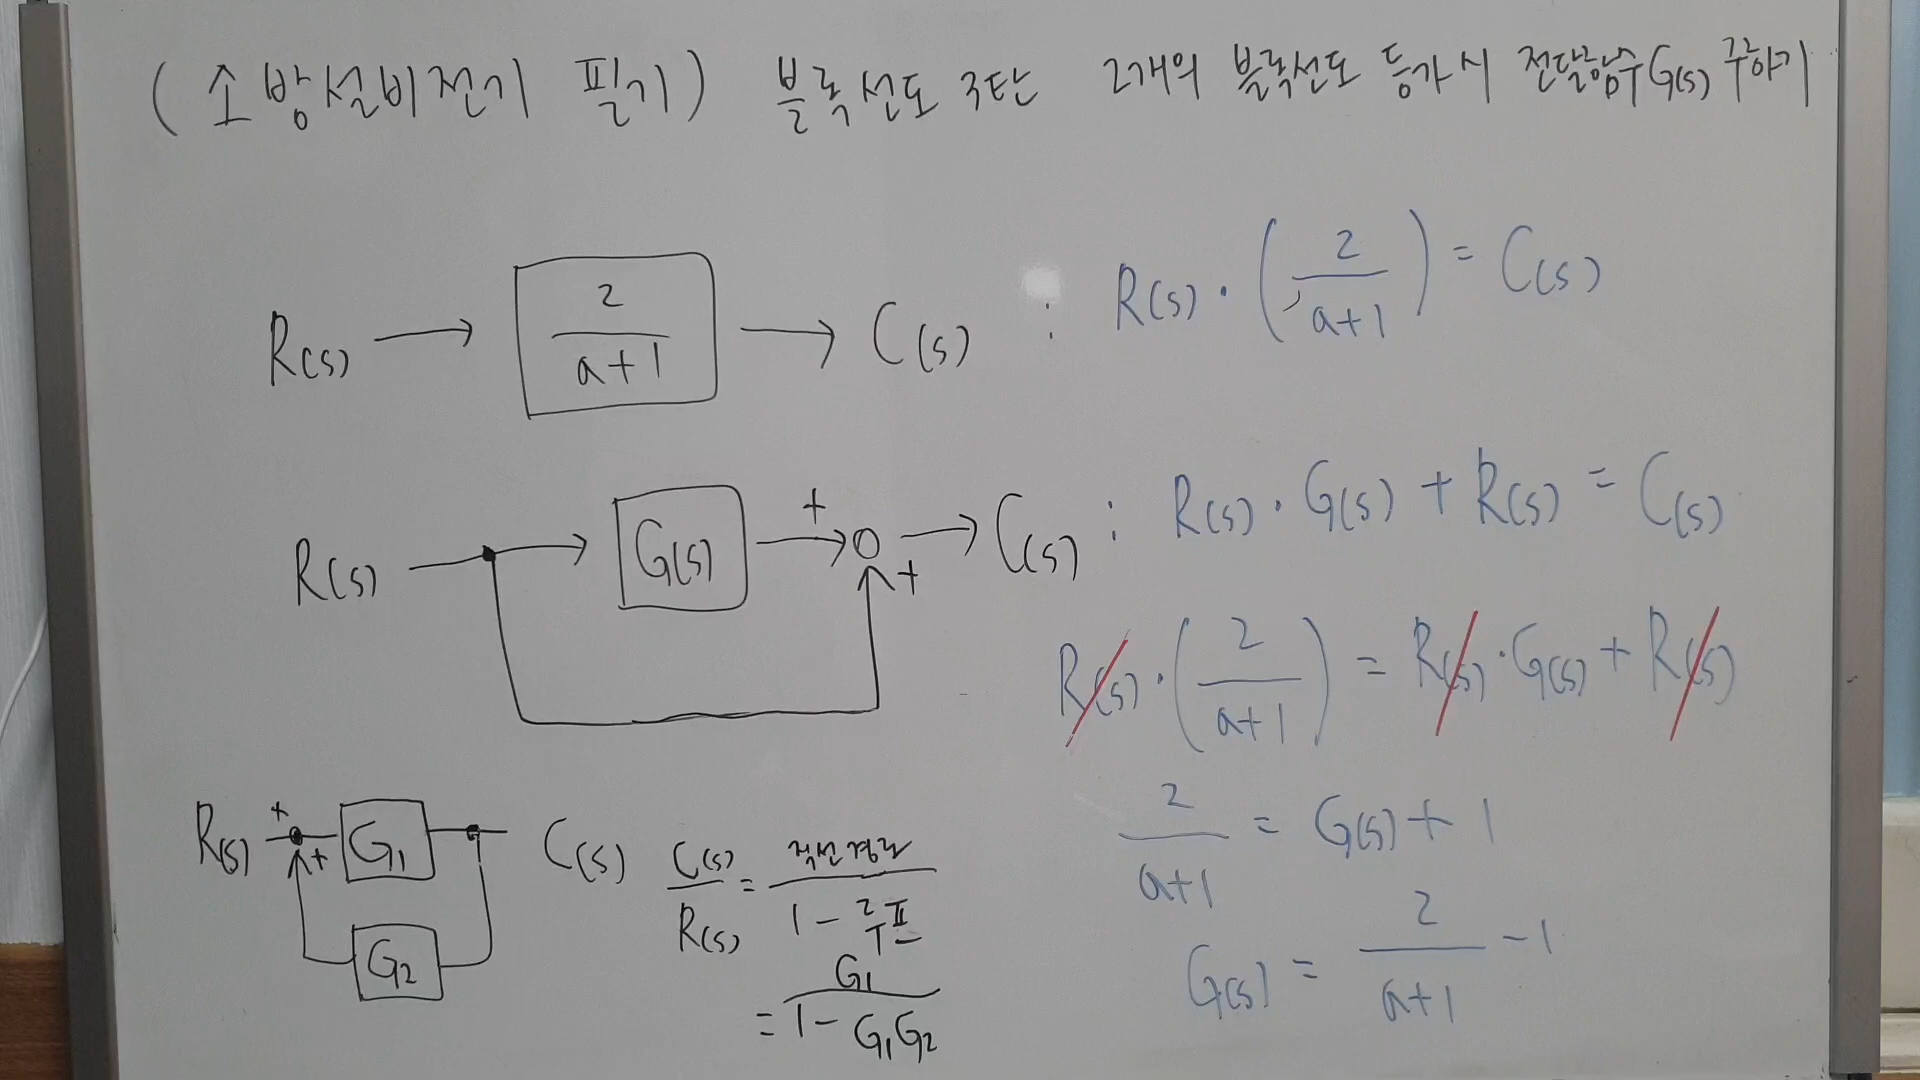 (소방설비전기 필기) 블록선도 3탄 2개의 블록선도 등가시 전달함수 G(s) 구하기
R(s) → 2/(a+1) → C(s) : R(s)·(2/(a+1)) = C(s)
R(s) → G(s) + → + → C(s) : R(s)·G(s) + R(s) = C(s)
R(s)·(2/(a+1)) = R(s)·G(s) + R(s)
2/(a+1) = G(s) + 1
G(s) = 2/(a+1) - 1
R(s) + + G1 C(s)
G2
C(s)/R(s) = 직선경로/(1 - 루프)
= G1/(1 - G1G2)